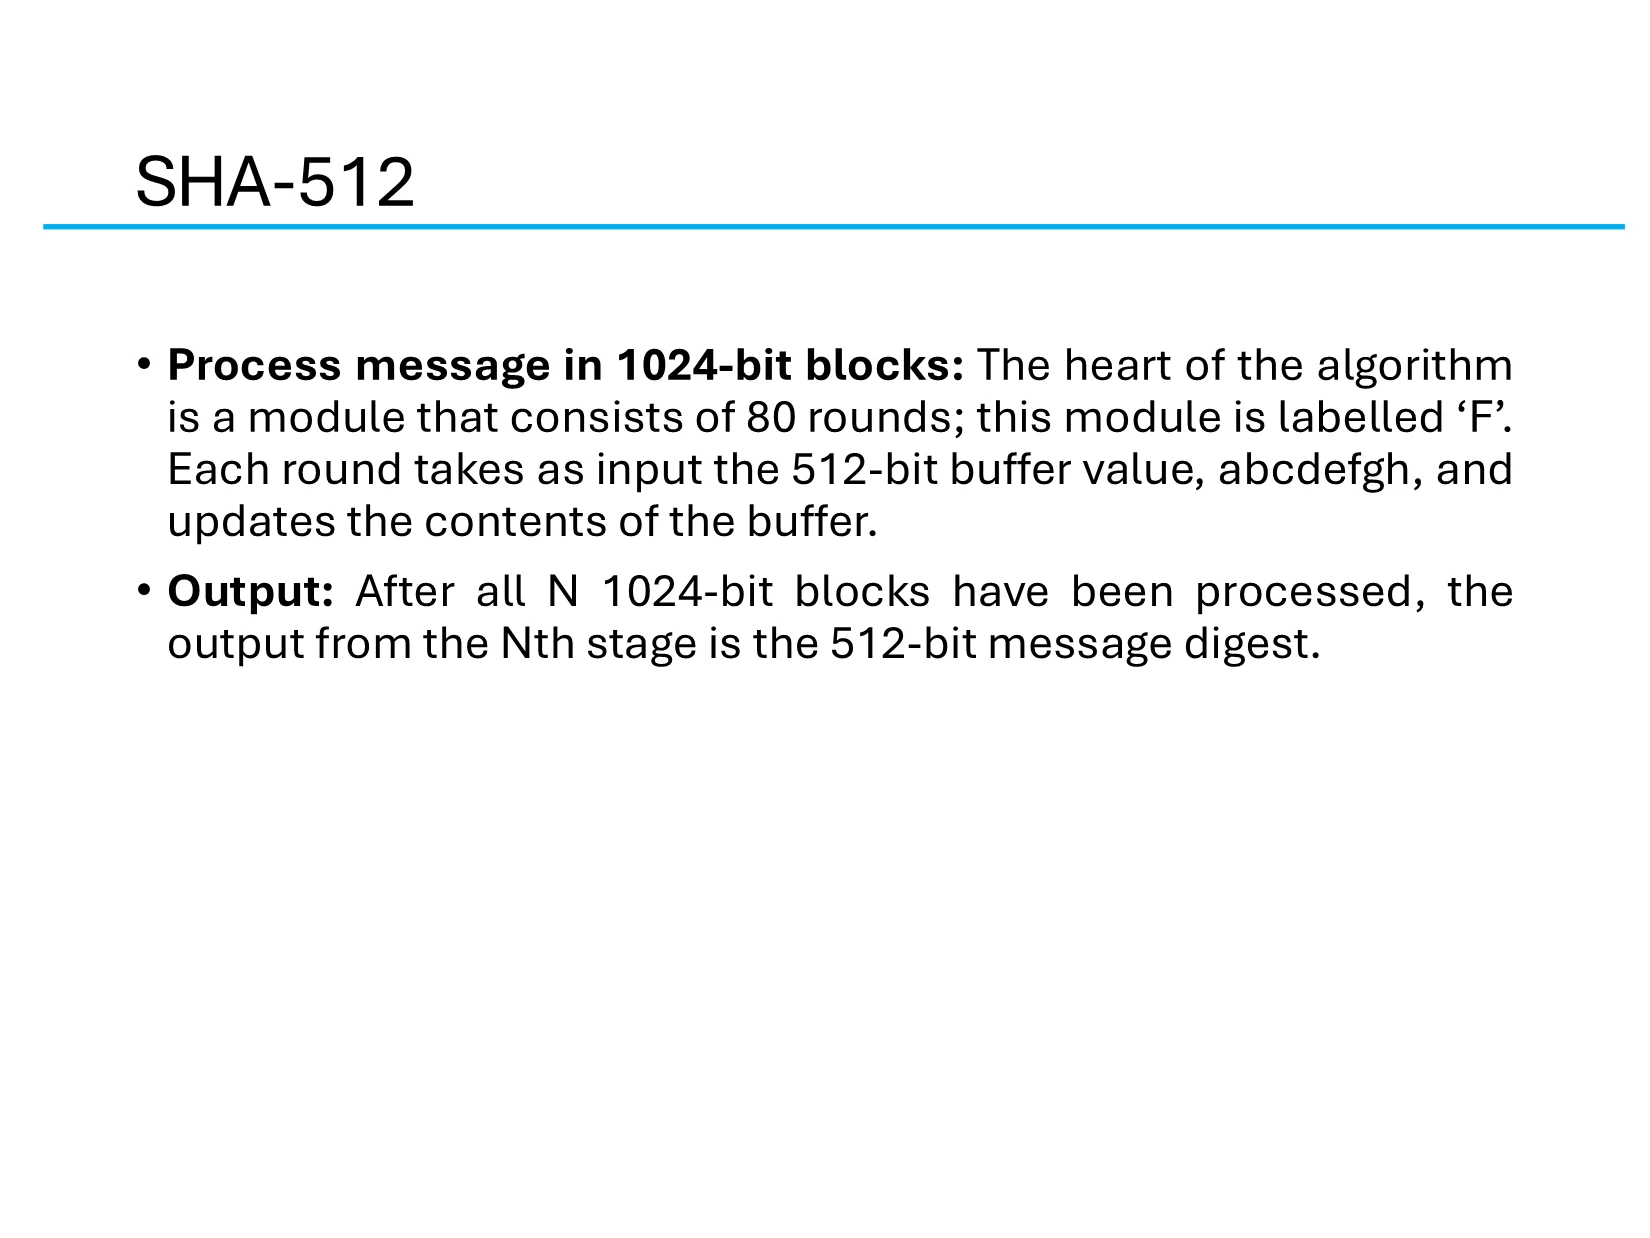 SHA-512
• Process message in 1024-bit blocks: The heart of the algorithm
is a module that consists of 80 rounds; this module is labelled ‘F’.
Each round takes as input the 512-bit buffer value, abcdefgh, and
updates the contents of the buffer.
• Output: After all N 1024-bit blocks have been processed, the
output from the Nth stage is the 512-bit message digest.